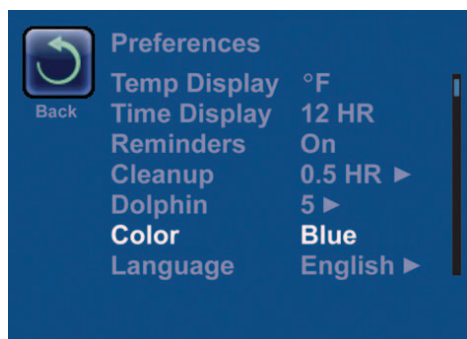 Preferences
Temp Display °F
Back
Time Display 12 HR
Reminders On
Cleanup 0.5 HR ►
Dolphin 5 ►
Color Blue
Language English ►